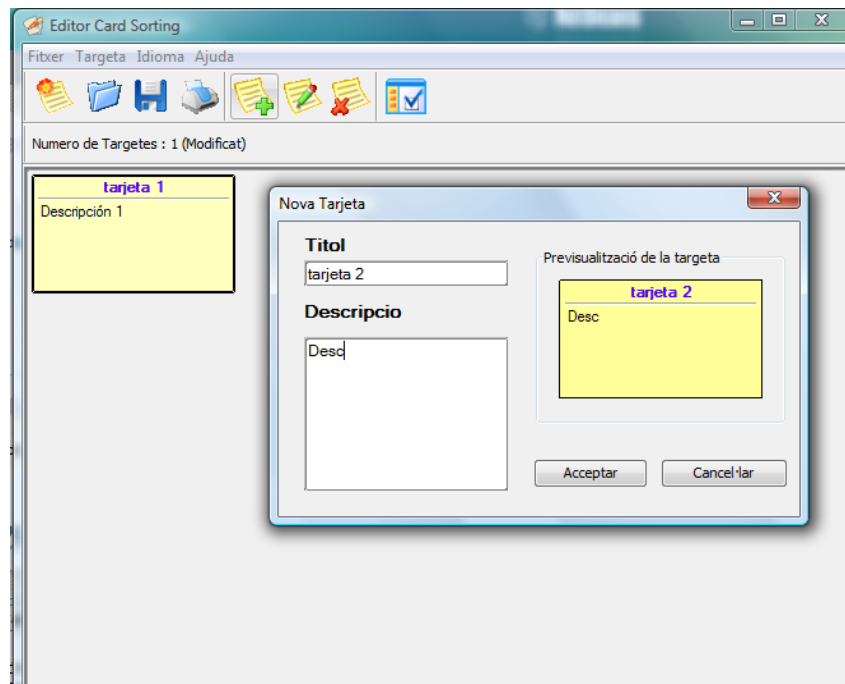 Editor Card Sorting
Fitxer Targeta Idioma Ajuda
Numero de Targetes : 1 (Modificat)
tarjeta 1
Descripción 1
Nova Tarjeta
Titol
tarjeta 2
Descripcio
Desc
Previsualització de la targeta
tarjeta 2
Desc
Acceptar
Cancel·lar